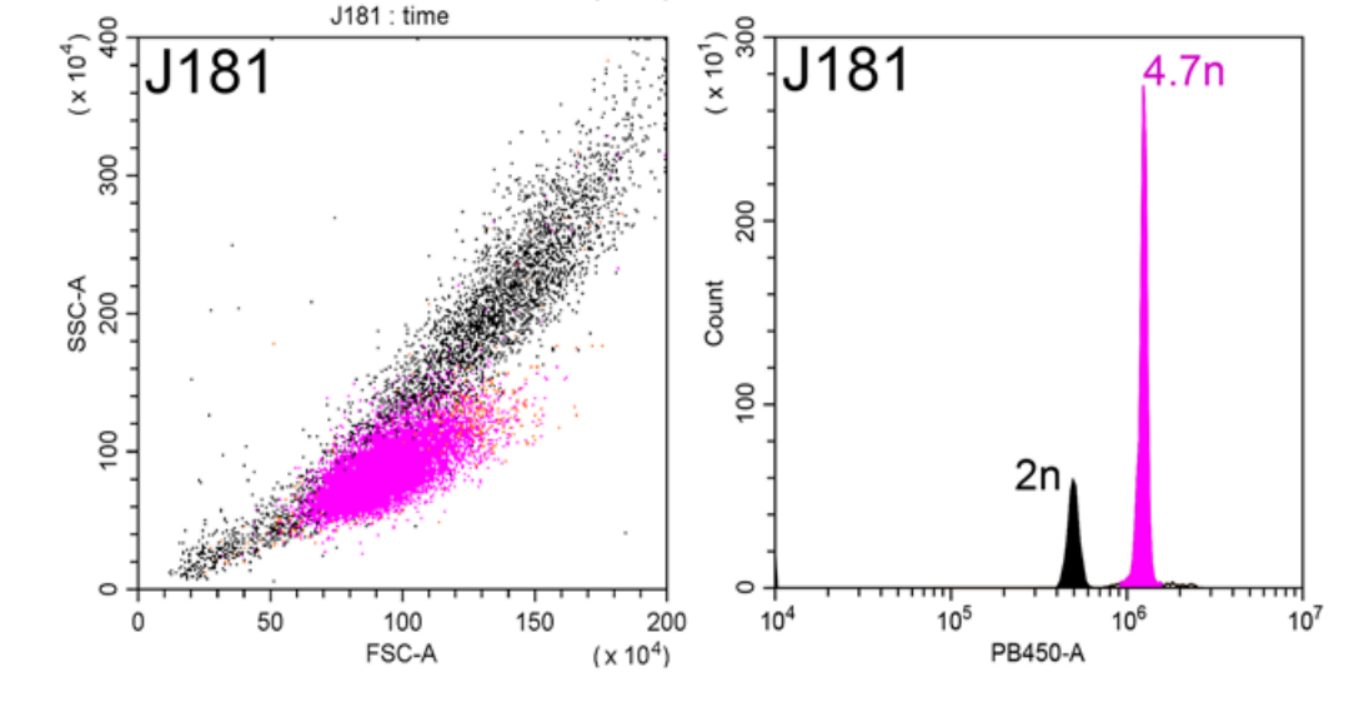 J181 : time
J181
SSC-A
(x 10⁴)
0
100
200
300
400
0
50
100
150
200
FSC-A
(x 10⁴)
J181
4.7n
2n
Count
(x 10¹)
0
100
200
300
10⁴
10⁵
10⁶
10⁷
PB450-A